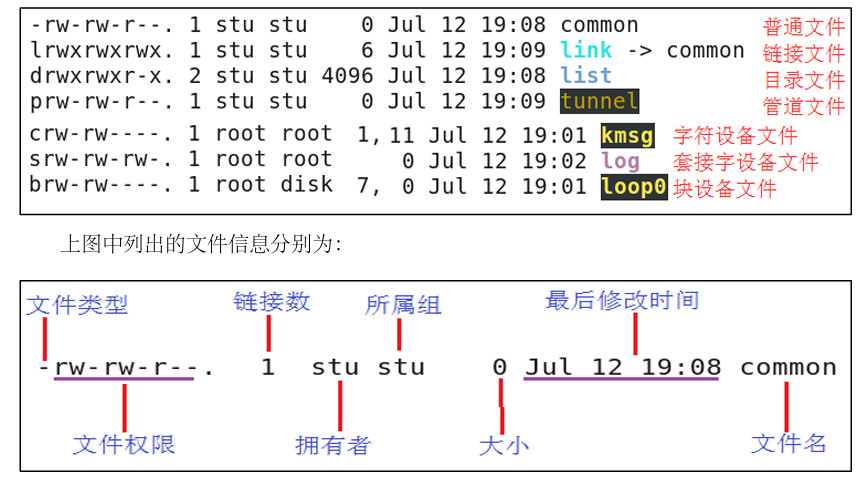 -rw-rw-r--. 1 stu stu 0 Jul 12 19:08 common 普通文件
lrwxrwxrwx. 1 stu stu 6 Jul 12 19:09 link -> common 链接文件
drwxrwxr-x. 2 stu stu 4096 Jul 12 19:08 list 目录文件
prw-rw-r--. 1 stu stu 0 Jul 12 19:09 tunnel 管道文件
crw-rw----. 1 root root 1, 11 Jul 12 19:01 kmsg 字符设备文件
srw-rw-rw-. 1 root root 0 Jul 12 19:02 log 套接字设备文件
brw-rw----. 1 root disk 7, 0 Jul 12 19:01 loop0 块设备文件
上图中列出的文件信息分别为:
文件类型 链接数 所属组 最后修改时间
-rw-rw-r--. 1 stu stu 0 Jul 12 19:08 common
文件权限 拥有者 大小 文件名